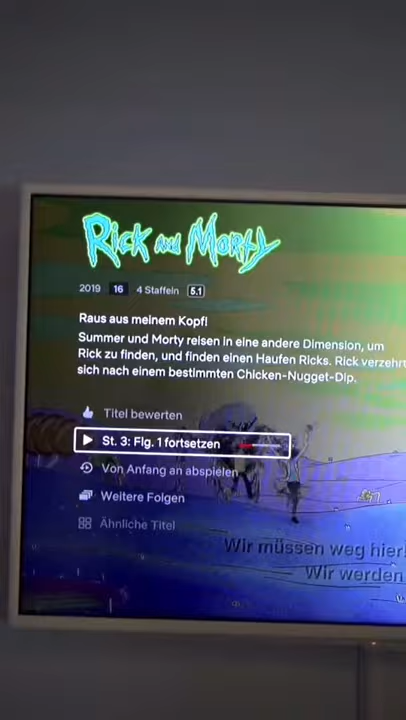 Rick and Morty
2019 16 4 Staffeln 5.1
Raus aus meinem Kopf!
Summer und Morty reisen in eine andere Dimension, um
Rick zu finden, und finden einen Haufen Ricks. Rick verzehrt
sich nach einem bestimmten Chicken-Nugget-Dip.
Titel bewerten
St. 3: Flg. 1 fortsetzen
Von Anfang an abspielen
Weitere Folgen
Ähnliche Titel
Wir müssen weg hier!
Wir werden